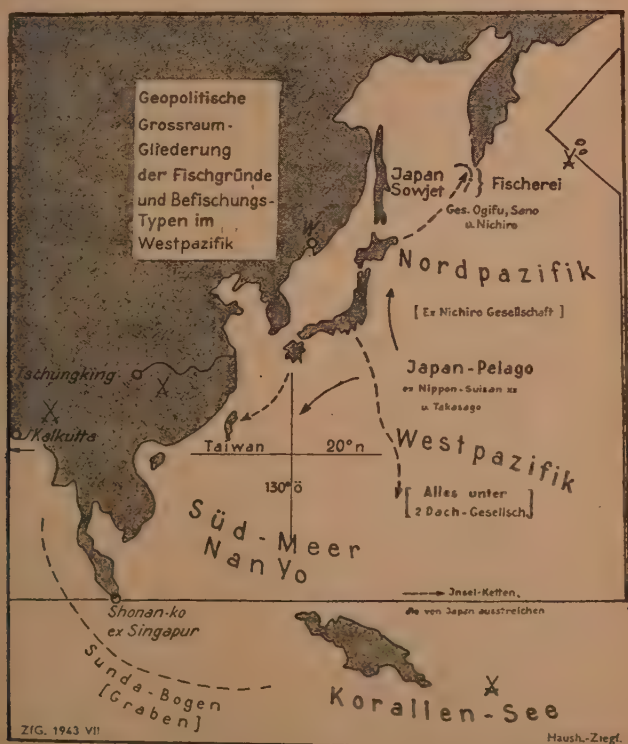 Geopolitische
Grossraum-
Gliederung
der Fischgründe
und Befischungs-
Typen im
Westpazifik
Japan
Sowjet
} Fischerei
Ges. Ogifu, Sano
u. Nichiro
W
Nordpazifik
[Ex Nichiro Gesellschaft]
Tschungking
Japan-Pelago
ex Nippon-Suisan xx
u. Takasago
Kalkutta
Taiwan
20°n
130°ö
Westpazifik
[Alles unter
2 Dach-Gesellsch.]
Süd-Meer
Nan Yo
Jnsel-Ketten,
die von Japan ausstreichen
Shonan-ko
ex Singapur
Sunda-Bogen
[Graben]
Korallen-See
ZfG. 1943 VII
Haush.-Ziegf.